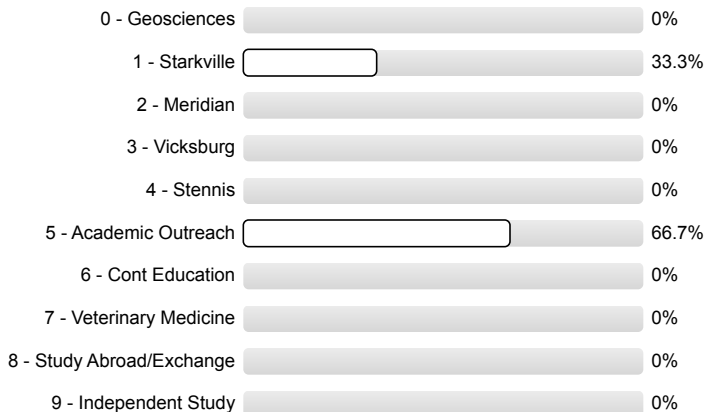 0 - Geosciences 0%
1 - Starkville 33.3%
2 - Meridian 0%
3 - Vicksburg 0%
4 - Stennis 0%
5 - Academic Outreach 66.7%
6 - Cont Education 0%
7 - Veterinary Medicine 0%
8 - Study Abroad/Exchange 0%
9 - Independent Study 0%